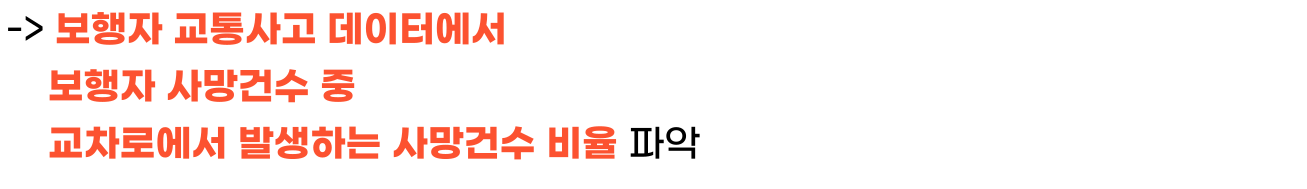 -> 보행자 교통사고 데이터에서
보행자 사망건수 중
교차로에서 발생하는 사망건수 비율 파악